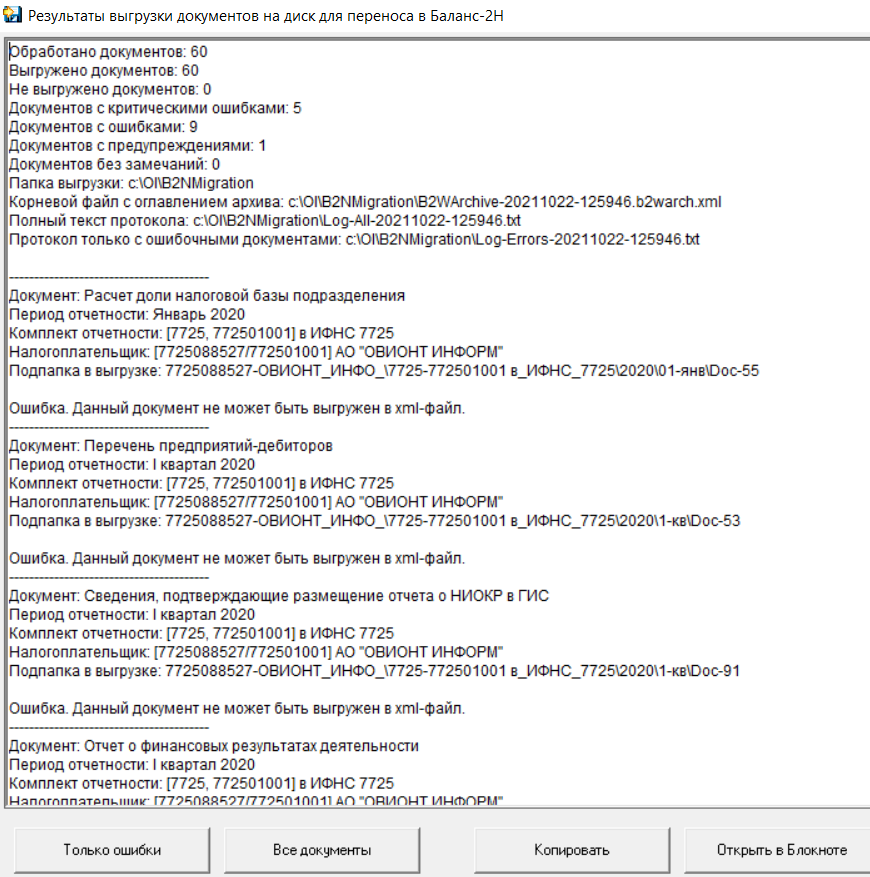 Результаты выгрузки документов на диск для переноса в Баланс-2Н
Обработано документов: 60
Выгружено документов: 60
Не выгружено документов: 0
Документов с критическими ошибками: 5
Документов с ошибками: 9
Документов с предупреждениями: 1
Документов без замечаний: 0
Папка выгрузки: c:\OI\B2NMigration
Корневой файл с оглавлением архива: c:\OI\B2NMigration\B2WArchive-20211022-125946.b2warch.xml
Полный текст протокола: c:\OI\B2NMigration\Log-All-20211022-125946.txt
Протокол только с ошибочными документами: c:\OI\B2NMigration\Log-Errors-20211022-125946.txt
----------------------------------------
Документ: Расчет доли налоговой базы подразделения
Период отчетности: Январь 2020
Комплект отчетности: [7725, 772501001] в ИФНС 7725
Налогоплательщик: [7725088527/772501001] АО "ОВИОНТ ИНФОРМ"
Подпапка в выгрузке: 7725088527-ОВИОНТ_ИНФО_\7725-772501001 в_ИФНС_7725\2020\01-янв\Doc-55
Ошибка. Данный документ не может быть выгружен в xml-файл.
----------------------------------------
Документ: Перечень предприятий-дебиторов
Период отчетности: I квартал 2020
Комплект отчетности: [7725, 772501001] в ИФНС 7725
Налогоплательщик: [7725088527/772501001] АО "ОВИОНТ ИНФОРМ"
Подпапка в выгрузке: 7725088527-ОВИОНТ_ИНФО_\7725-772501001 в_ИФНС_7725\2020\1-кв\Doc-53
Ошибка. Данный документ не может быть выгружен в xml-файл.
----------------------------------------
Документ: Сведения, подтверждающие размещение отчета о НИОКР в ГИС
Период отчетности: I квартал 2020
Комплект отчетности: [7725, 772501001] в ИФНС 7725
Налогоплательщик: [7725088527/772501001] АО "ОВИОНТ ИНФОРМ"
Подпапка в выгрузке: 7725088527-ОВИОНТ_ИНФО_\7725-772501001 в_ИФНС_7725\2020\1-кв\Doc-91
Ошибка. Данный документ не может быть выгружен в xml-файл.
----------------------------------------
Документ: Отчет о финансовых результатах деятельности
Период отчетности: I квартал 2020
Комплект отчетности: [7725, 772501001] в ИФНС 7725
Налогоплательщик: [7725088527/772501001] АО "ОВИОНТ ИНФОРМ"
Только ошибки
Все документы
Копировать
Открыть в Блокноте